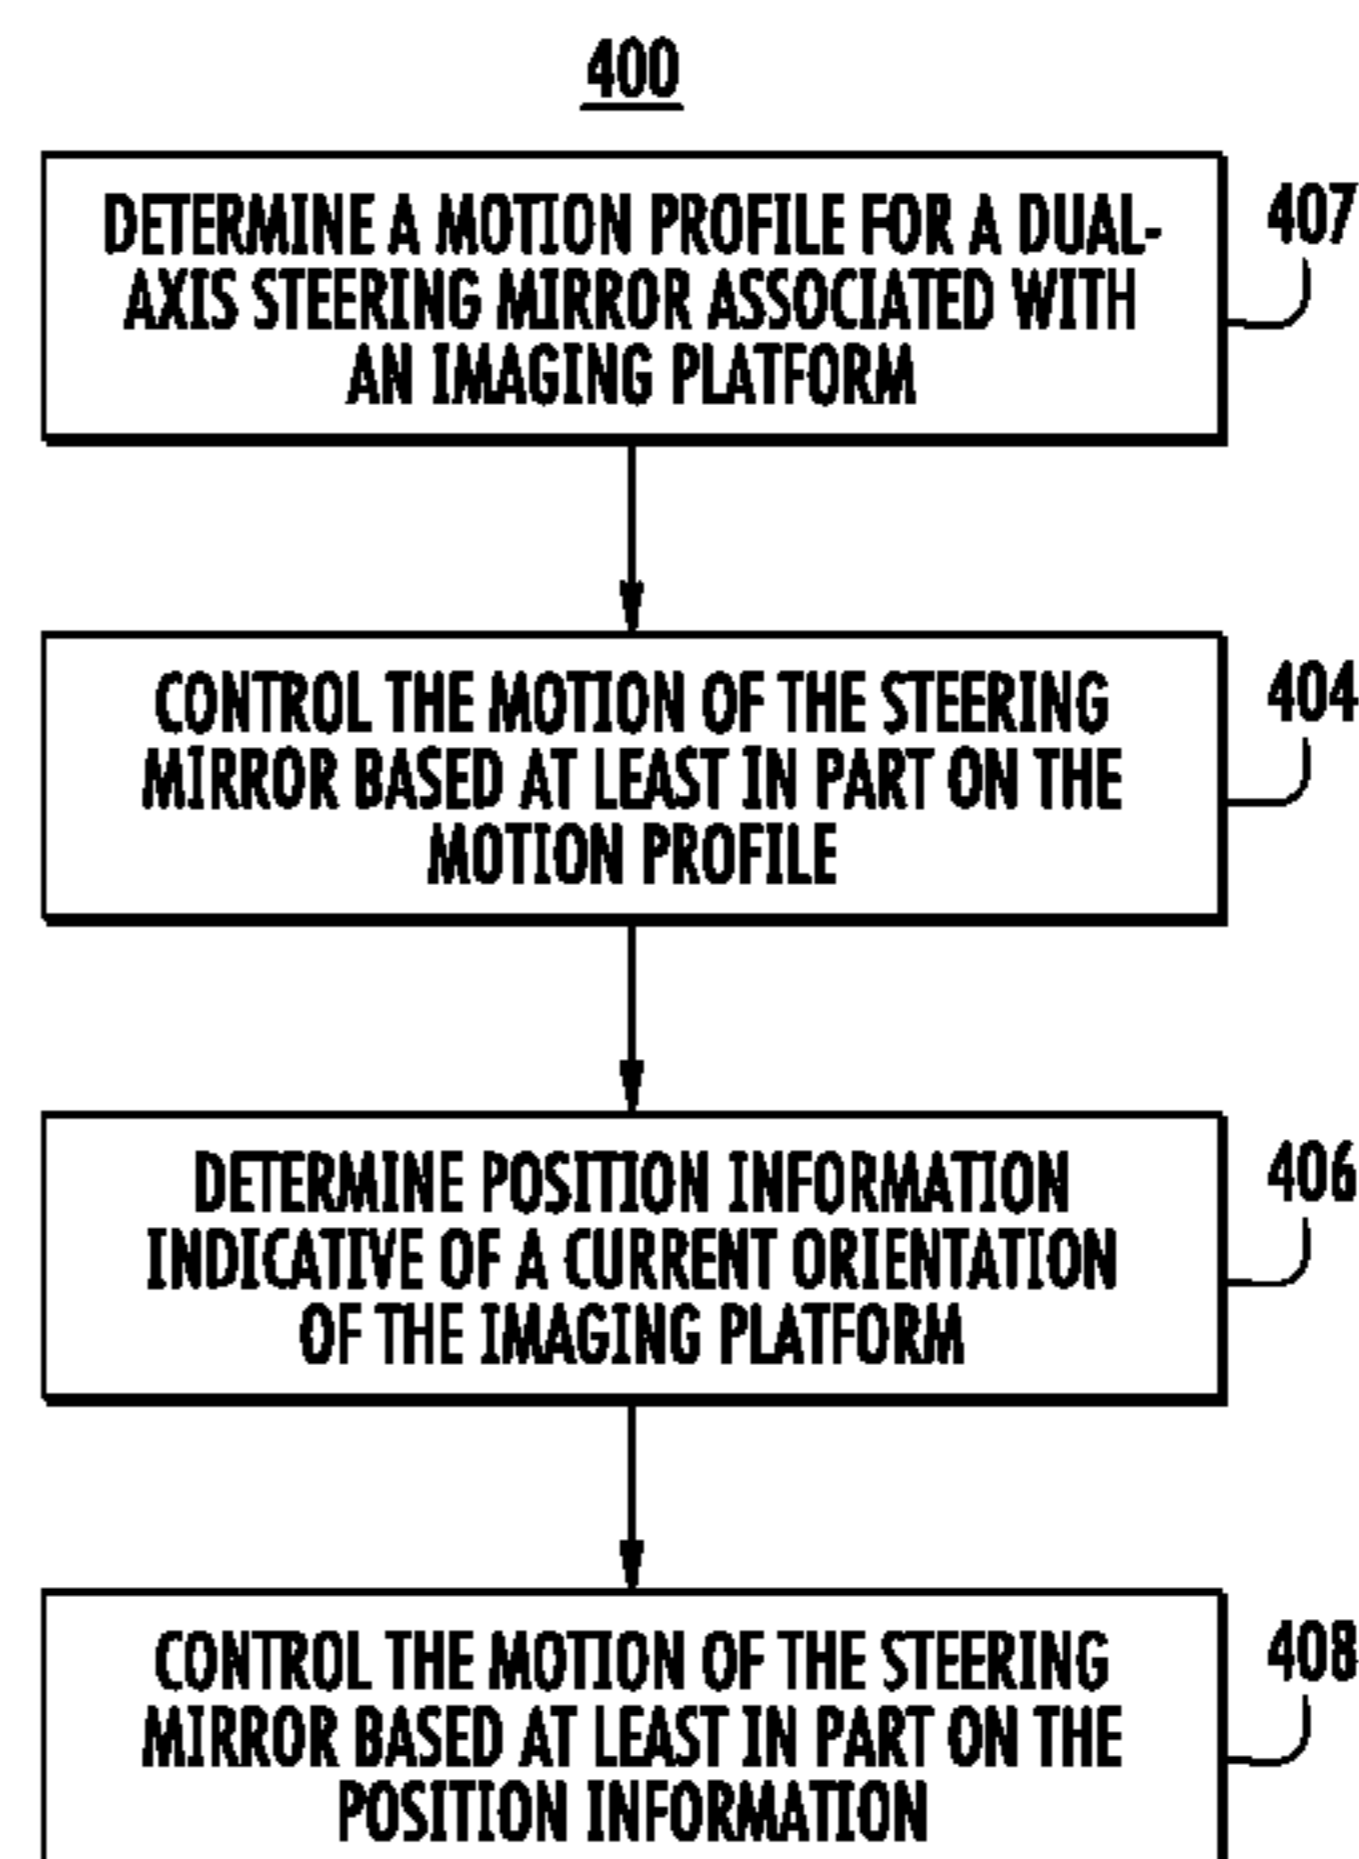 400
DETERMINE A MOTION PROFILE FOR A DUAL-
AXIS STEERING MIRROR ASSOCIATED WITH
AN IMAGING PLATFORM
407
CONTROL THE MOTION OF THE STEERING
MIRROR BASED AT LEAST IN PART ON THE
MOTION PROFILE
404
DETERMINE POSITION INFORMATION
INDICATIVE OF A CURRENT ORIENTATION
OF THE IMAGING PLATFORM
406
CONTROL THE MOTION OF THE STEERING
MIRROR BASED AT LEAST IN PART ON THE
POSITION INFORMATION
408